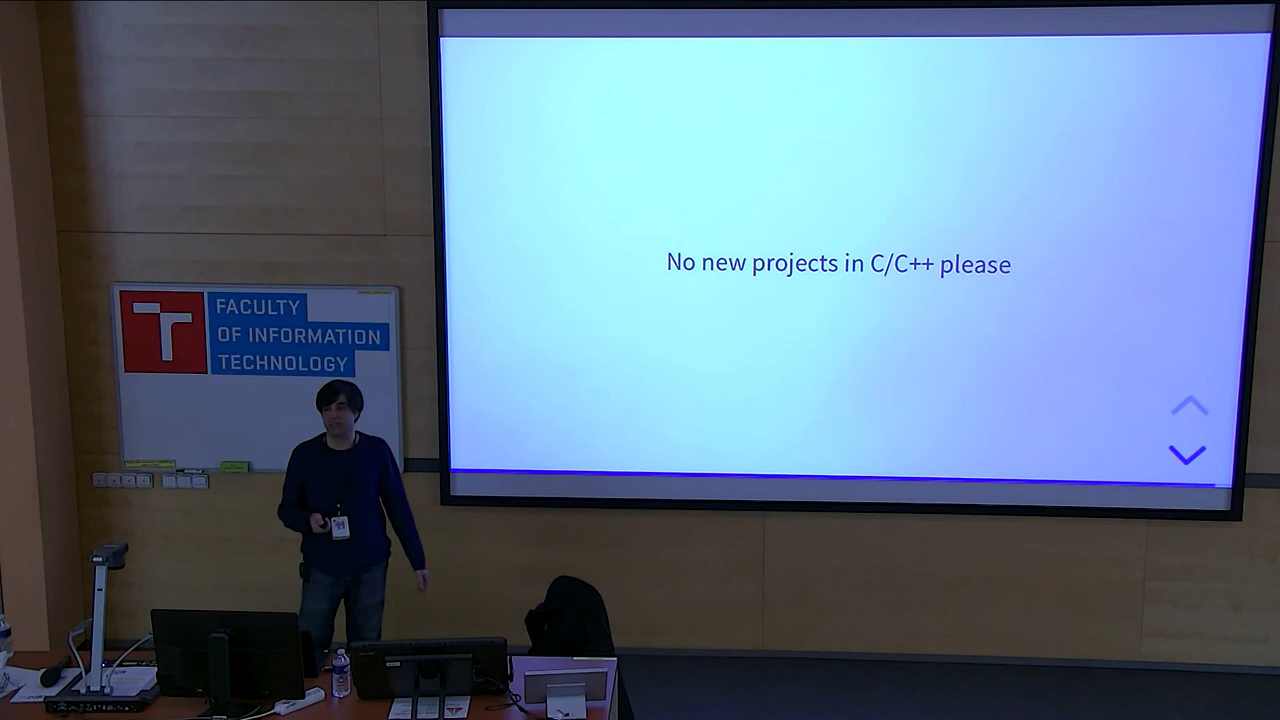 No new projects in C/C++ please
FACULTY
OF INFORMATION
TECHNOLOGY